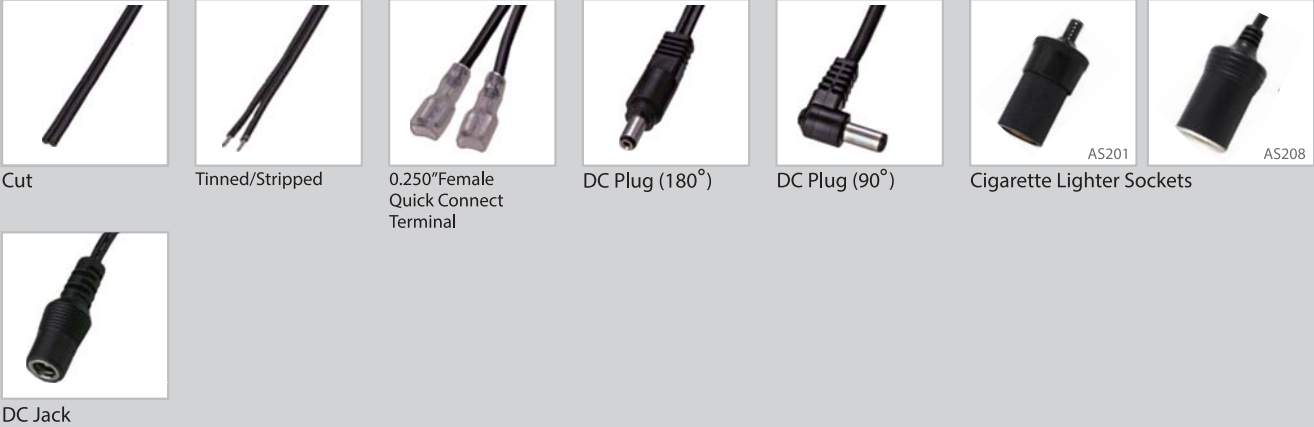 Cut
Tinned/Stripped
0.250”Female
Quick Connect
Terminal
DC Plug (180°)
DC Plug (90°)
AS201
AS208
Cigarette Lighter Sockets
DC Jack